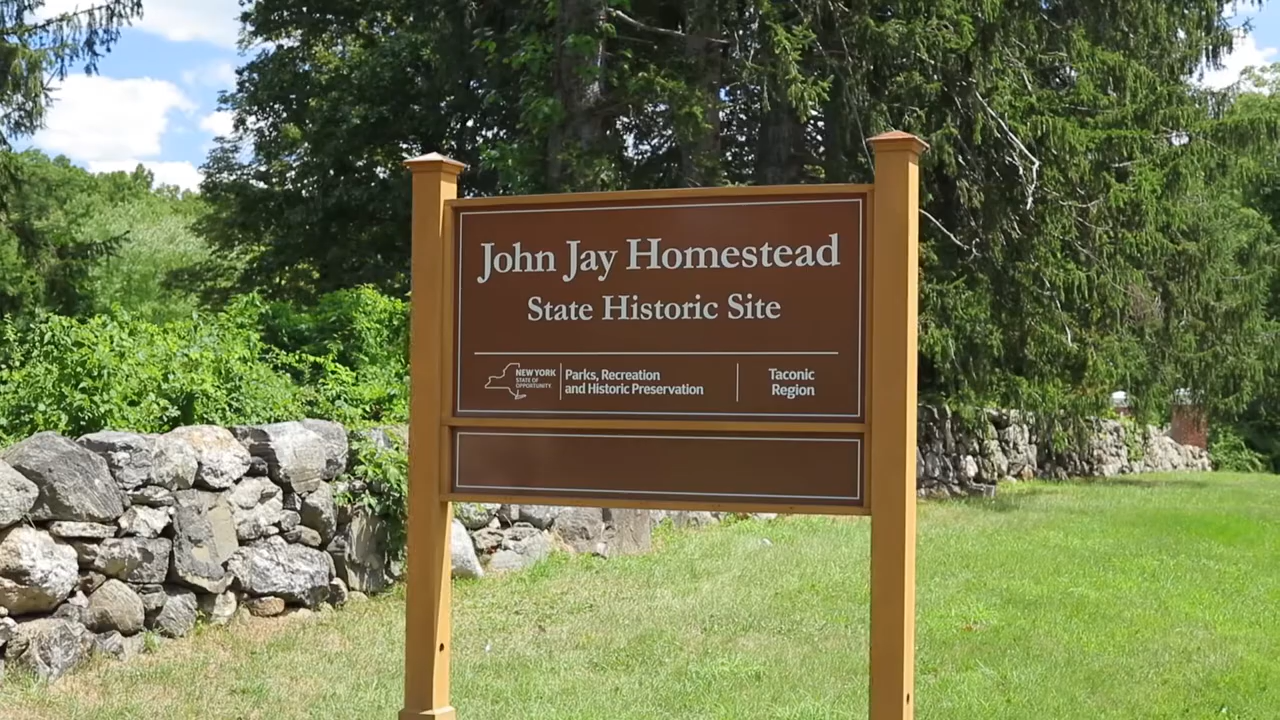 John Jay Homestead
State Historic Site
NEW YORK
STATE OF
OPPORTUNITY.
Parks, Recreation
and Historic Preservation
Taconic
Region